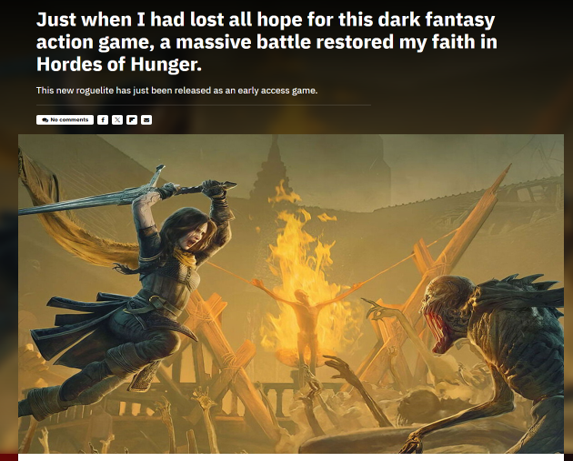 Just when I had lost all hope for this dark fantasy
action game, a massive battle restored my faith in
Hordes of Hunger.
This new roguelite has just been released as an early access game.
No comments